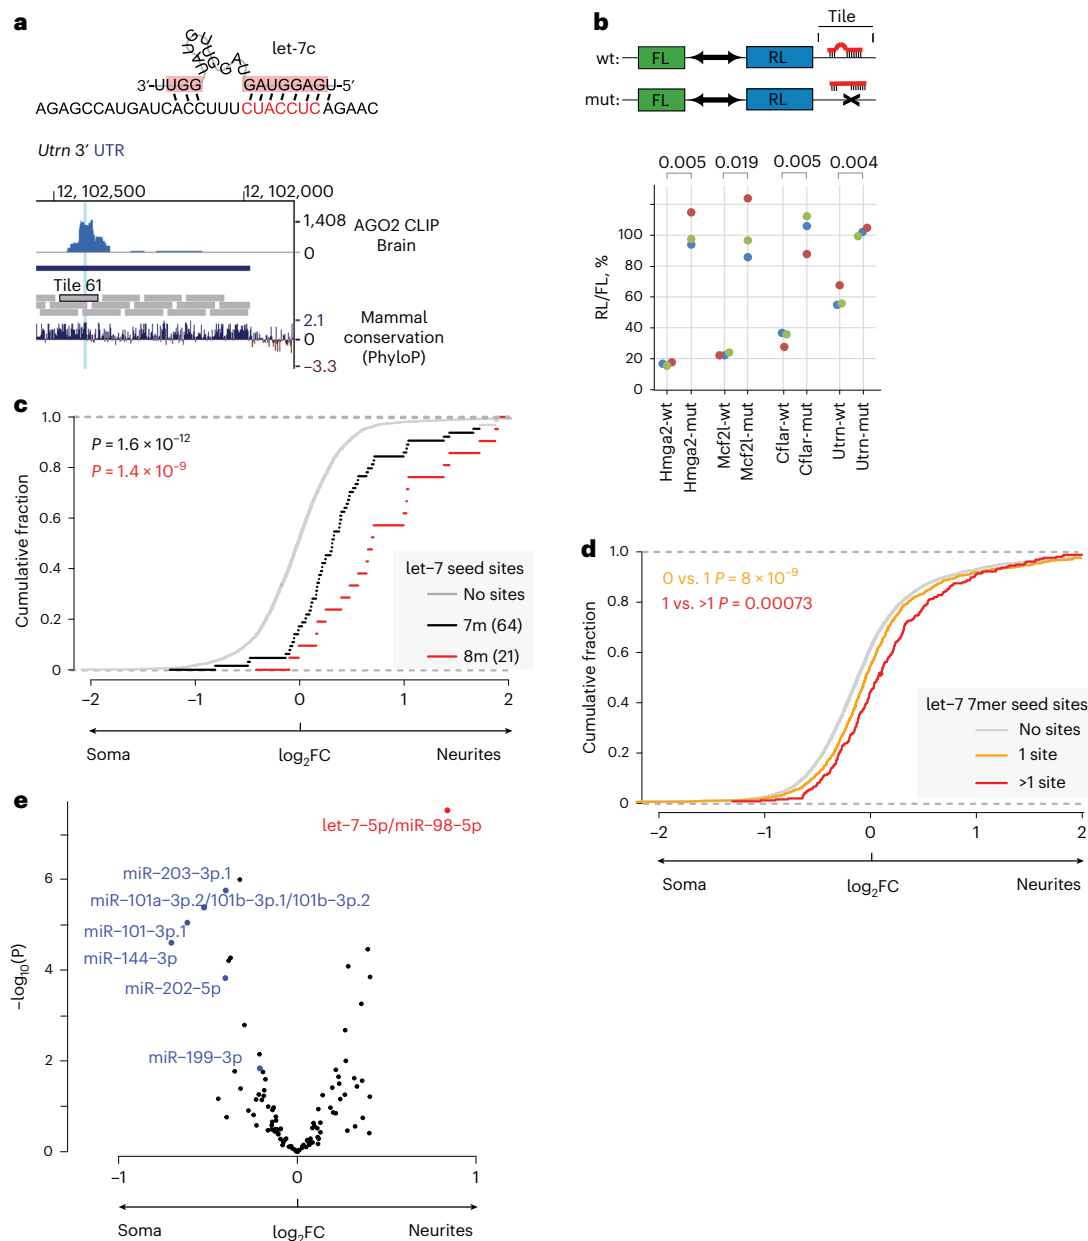 a
let-7c
GUUGGAU
UAU
3′-UUGG
GAUGGAGU-5′
AGAGCCAUGAUCACCUUUCUACCUCAGAAC
Utrn 3′ UTR
12,102,500
12,102,000
1,408
0
AGO2 CLIP
Brain
Tile 61
2.1
0
−3.3
Mammal
conservation
(PhyloP)
b
Tile
wt:
FL
RL
mut:
FL
RL
0.005
0.019
0.005
0.004
RL/FL, %
100
80
60
40
20
0
Hmga2-wt
Hmga2-mut
Mcf2l-wt
Mcf2l-mut
Cflar-wt
Cflar-mut
Utrn-wt
Utrn-mut
c
P = 1.6 × 10⁻¹²
P = 1.4 × 10⁻⁹
Cumulative fraction
1.0
0.8
0.6
0.4
0.2
0
let-7 seed sites
No sites
7m (64)
8m (21)
−2
−1
0
1
2
Soma
log₂FC
Neurites
d
0 vs. 1 P = 8 × 10⁻⁹
1 vs. >1 P = 0.00073
Cumulative fraction
1.0
0.8
0.6
0.4
0.2
0
let-7 7mer seed sites
No sites
1 site
>1 site
−2
−1
0
1
2
Soma
log₂FC
Neurites
e
let-7-5p/miR-98-5p
miR-203-3p.1
miR-101a-3p.2/101b-3p.1/101b-3p.2
miR-101-3p.1
miR-144-3p
miR-202-5p
miR-199-3p
−log₁₀(P)
6
4
2
0
−1
0
1
Soma
log₂FC
Neurites